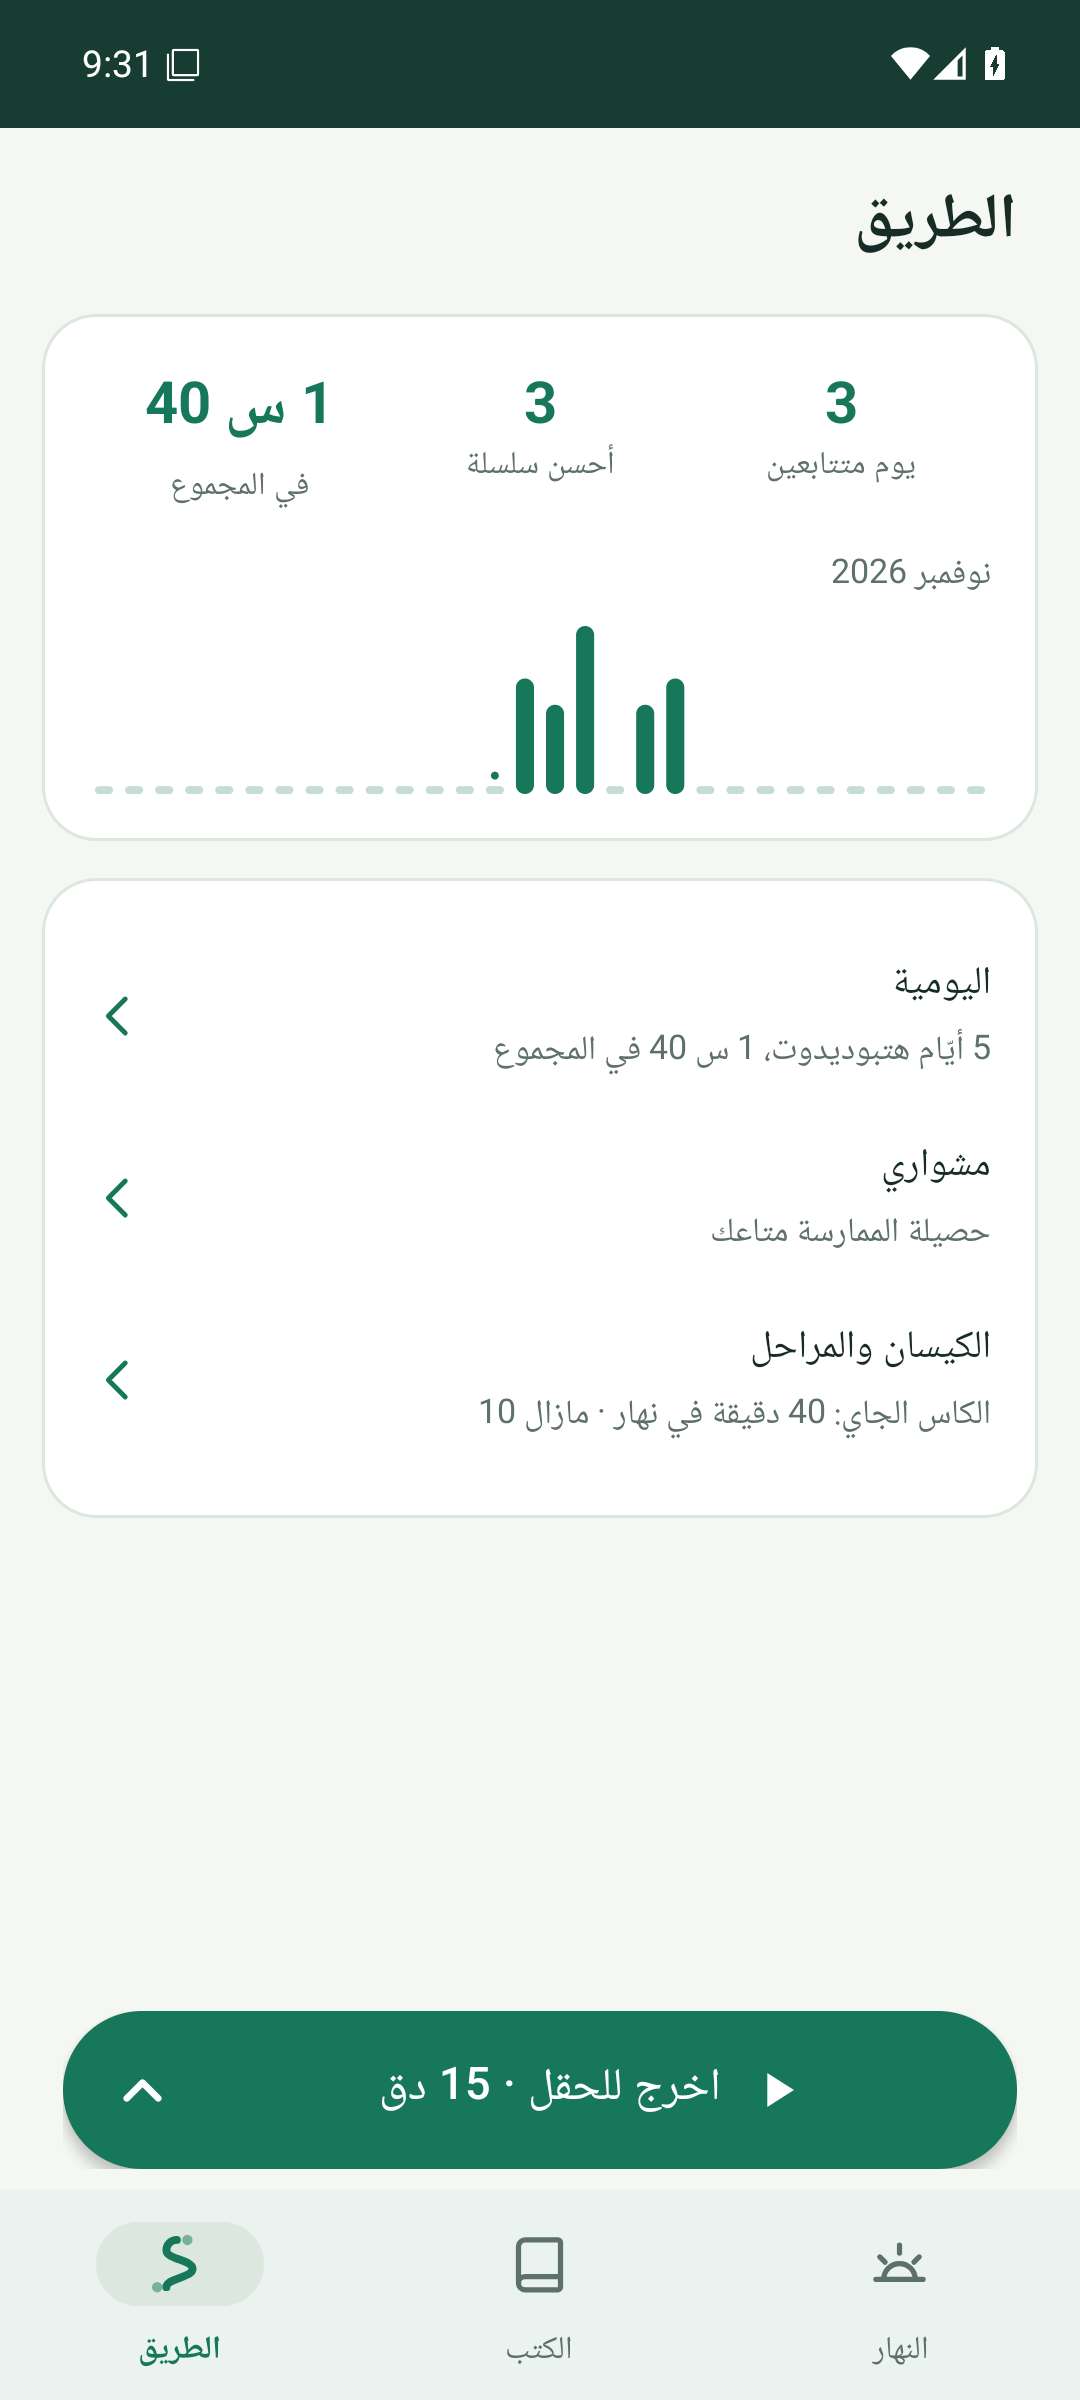 9:31
الطريق
3
يوم متتابعين
3
أحسن سلسلة
1 س 40
في المجموع
نوفمبر 2026
اليومية
5 أيّام هتبوديدوت، 1 س 40 في المجموع
مشواري
حصيلة الممارسة متاعك
الكيسان والمراحل
الكاس الجاي: 40 دقيقة في نهار · مازال 10
اخرج للحقل · 15 دق
النهار
الكتب
الطريق